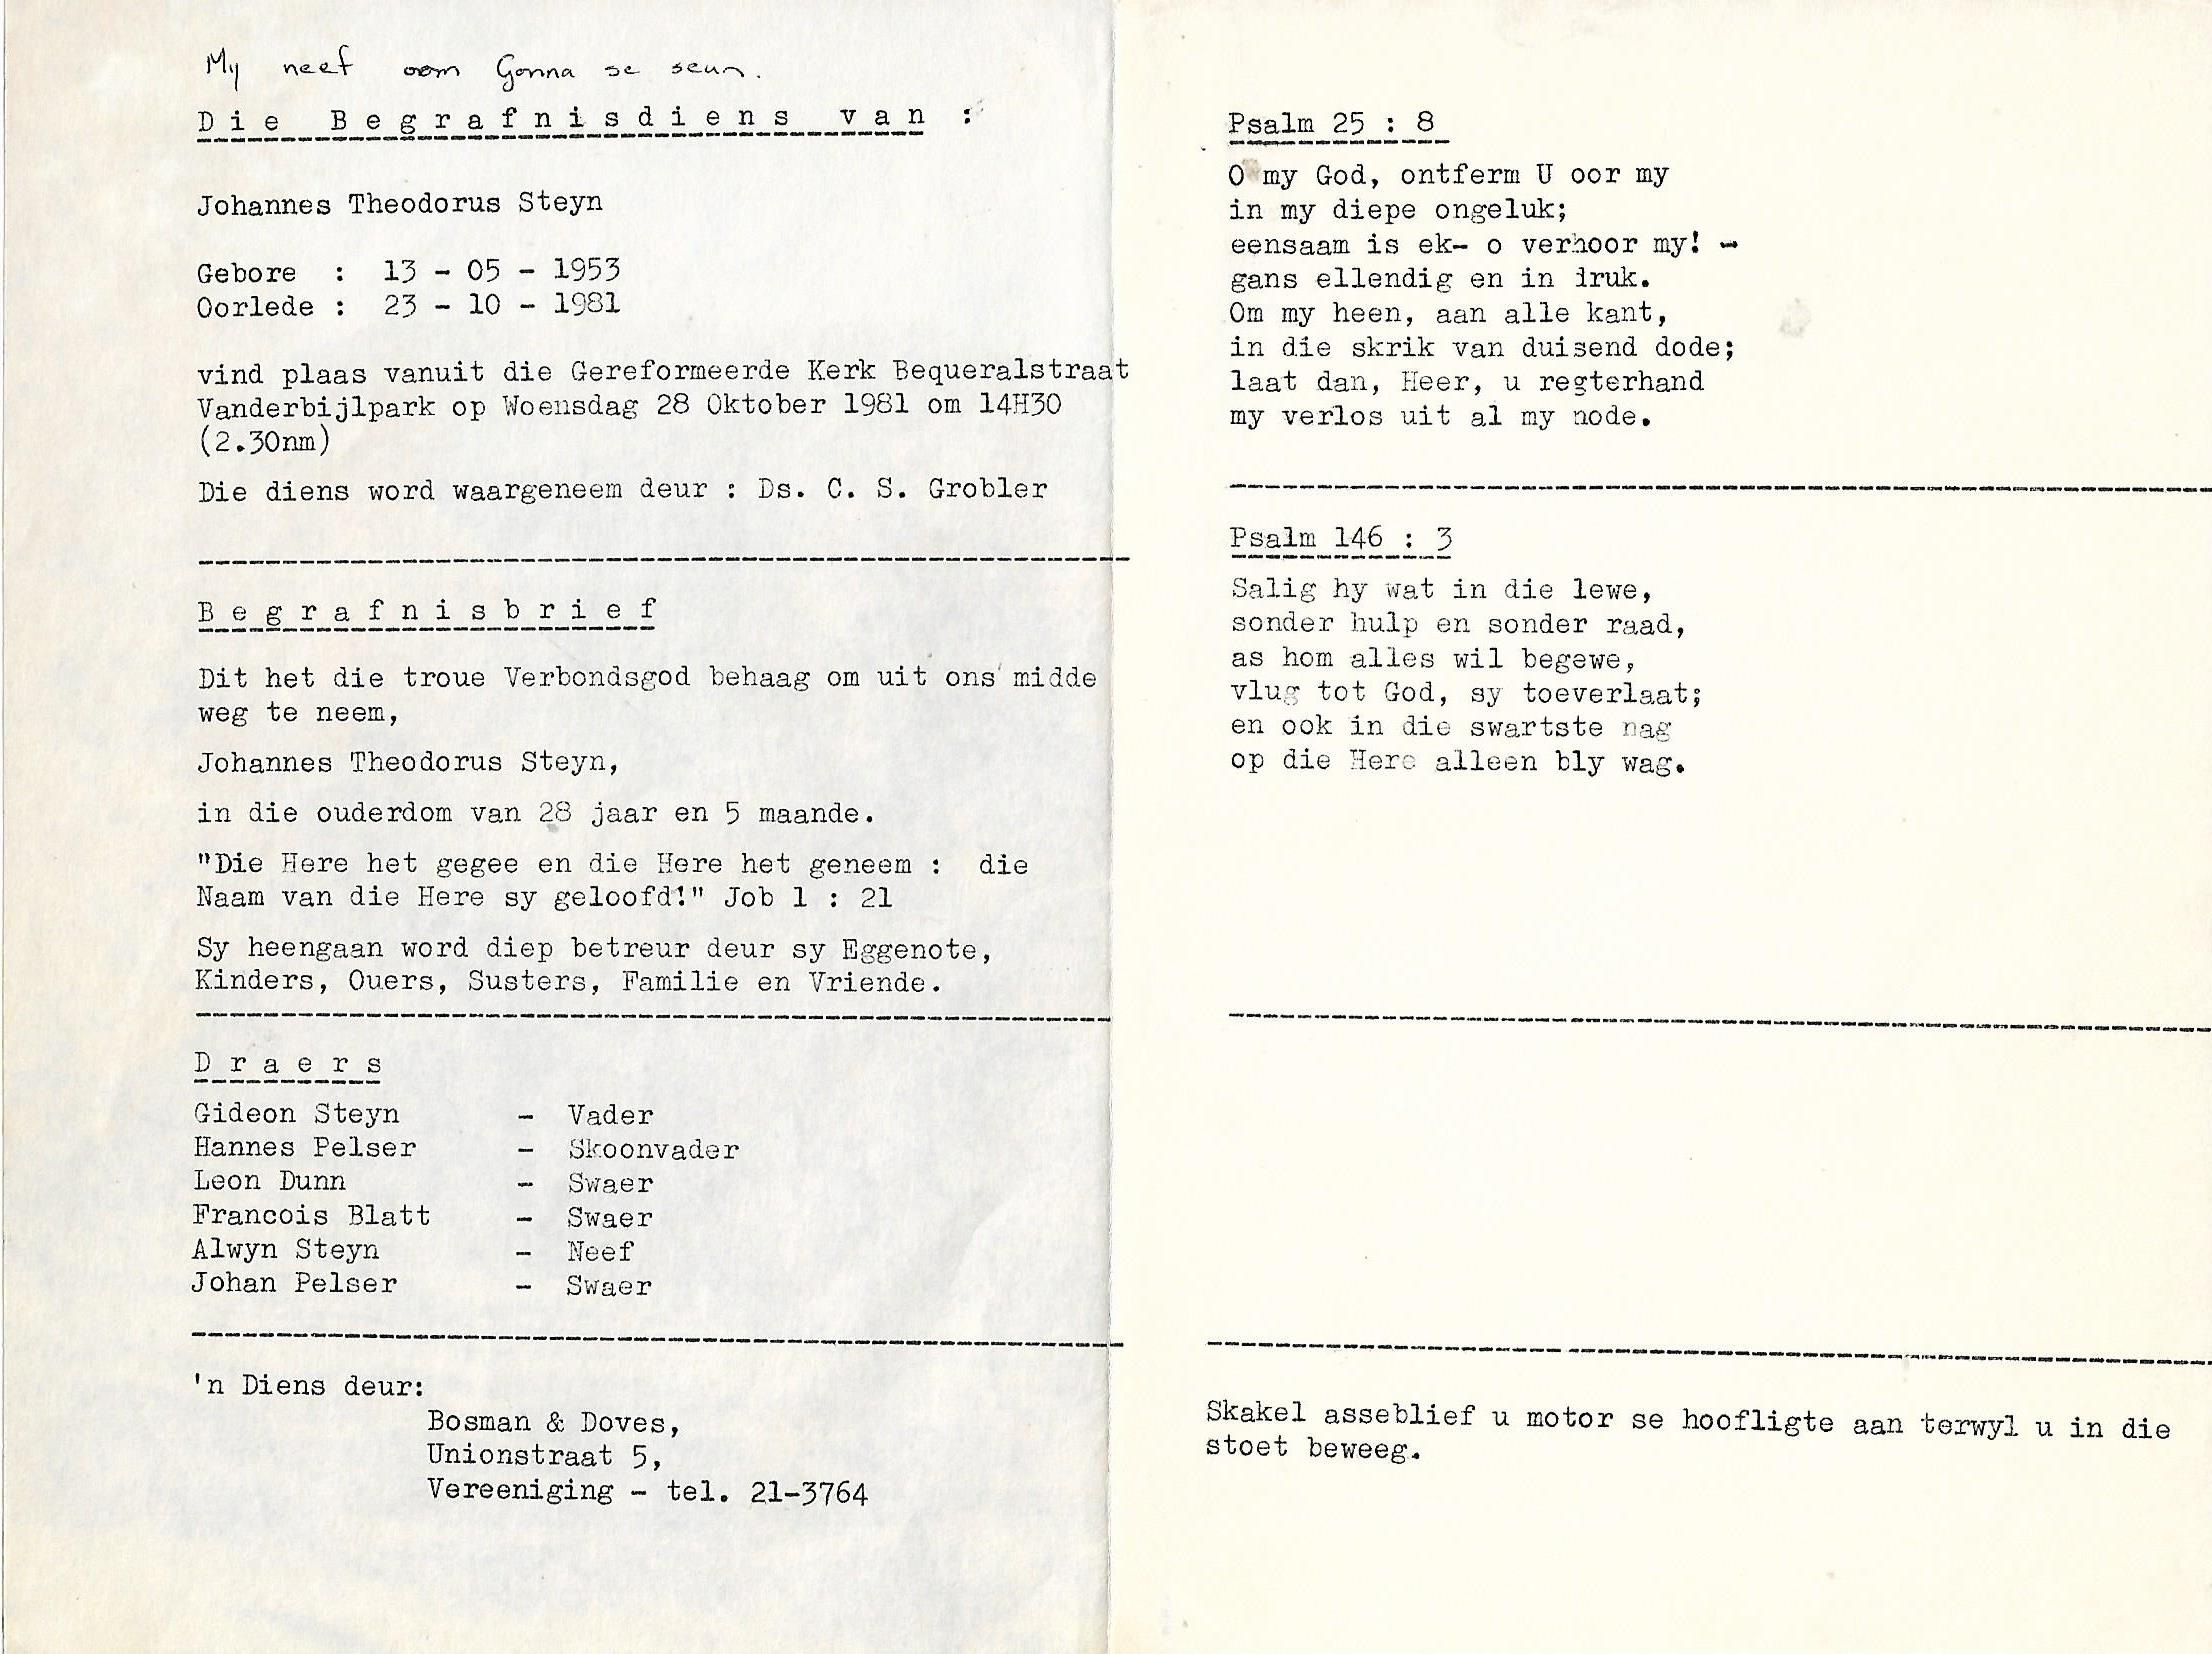 My neef oom Gonna se seun.
Die Begrafnisdiens van :
Johannes Theodorus Steyn
Gebore : 13 - 05 - 1953
Oorlede : 23 - 10 - 1981
vind plaas vanuit die Gereformeerde Kerk Bequeralstraat
Vanderbijlpark op Woensdag 28 Oktober 1981 om 14H30
(2.30nm)
Die diens word waargeneem deur : Ds. C. S. Grobler
Begrafnisbrief
Dit het die troue Verbondsgod behaag om uit ons midde
weg te neem,
Johannes Theodorus Steyn,
in die ouderdom van 28 jaar en 5 maande.
"Die Here het gegee en die Here het geneem : die
Naam van die Here sy geloofd!" Job 1 : 21
Sy heengaan word diep betreur deur sy Eggenote,
Kinders, Ouers, Susters, Familie en Vriende.
Draers
Gideon Steyn - Vader
Hannes Pelser - Skoonvader
Leon Dunn - Swaer
Francois Blatt - Swaer
Alwyn Steyn - Neef
Johan Pelser - Swaer
'n Diens deur:
Bosman & Doves,
Unionstraat 5,
Vereeniging - tel. 21-3764
Psalm 25 : 8
O my God, ontferm U oor my
in my diepe ongeluk;
eensaam is ek- o verhoor my! -
gans ellendig en in druk.
Om my heen, aan alle kant,
in die skrik van duisend dode;
laat dan, Heer, u regterhand
my verlos uit al my node.
Psalm 146 : 3
Salig hy wat in die lewe,
sonder hulp en sonder raad,
as hom alles wil begewe,
vlug tot God, sy toeverlaat;
en ook in die swartste nag
op die Here alleen bly wag.
Skakel asseblief u motor se hoofligte aan terwyl u in die
stoet beweeg.